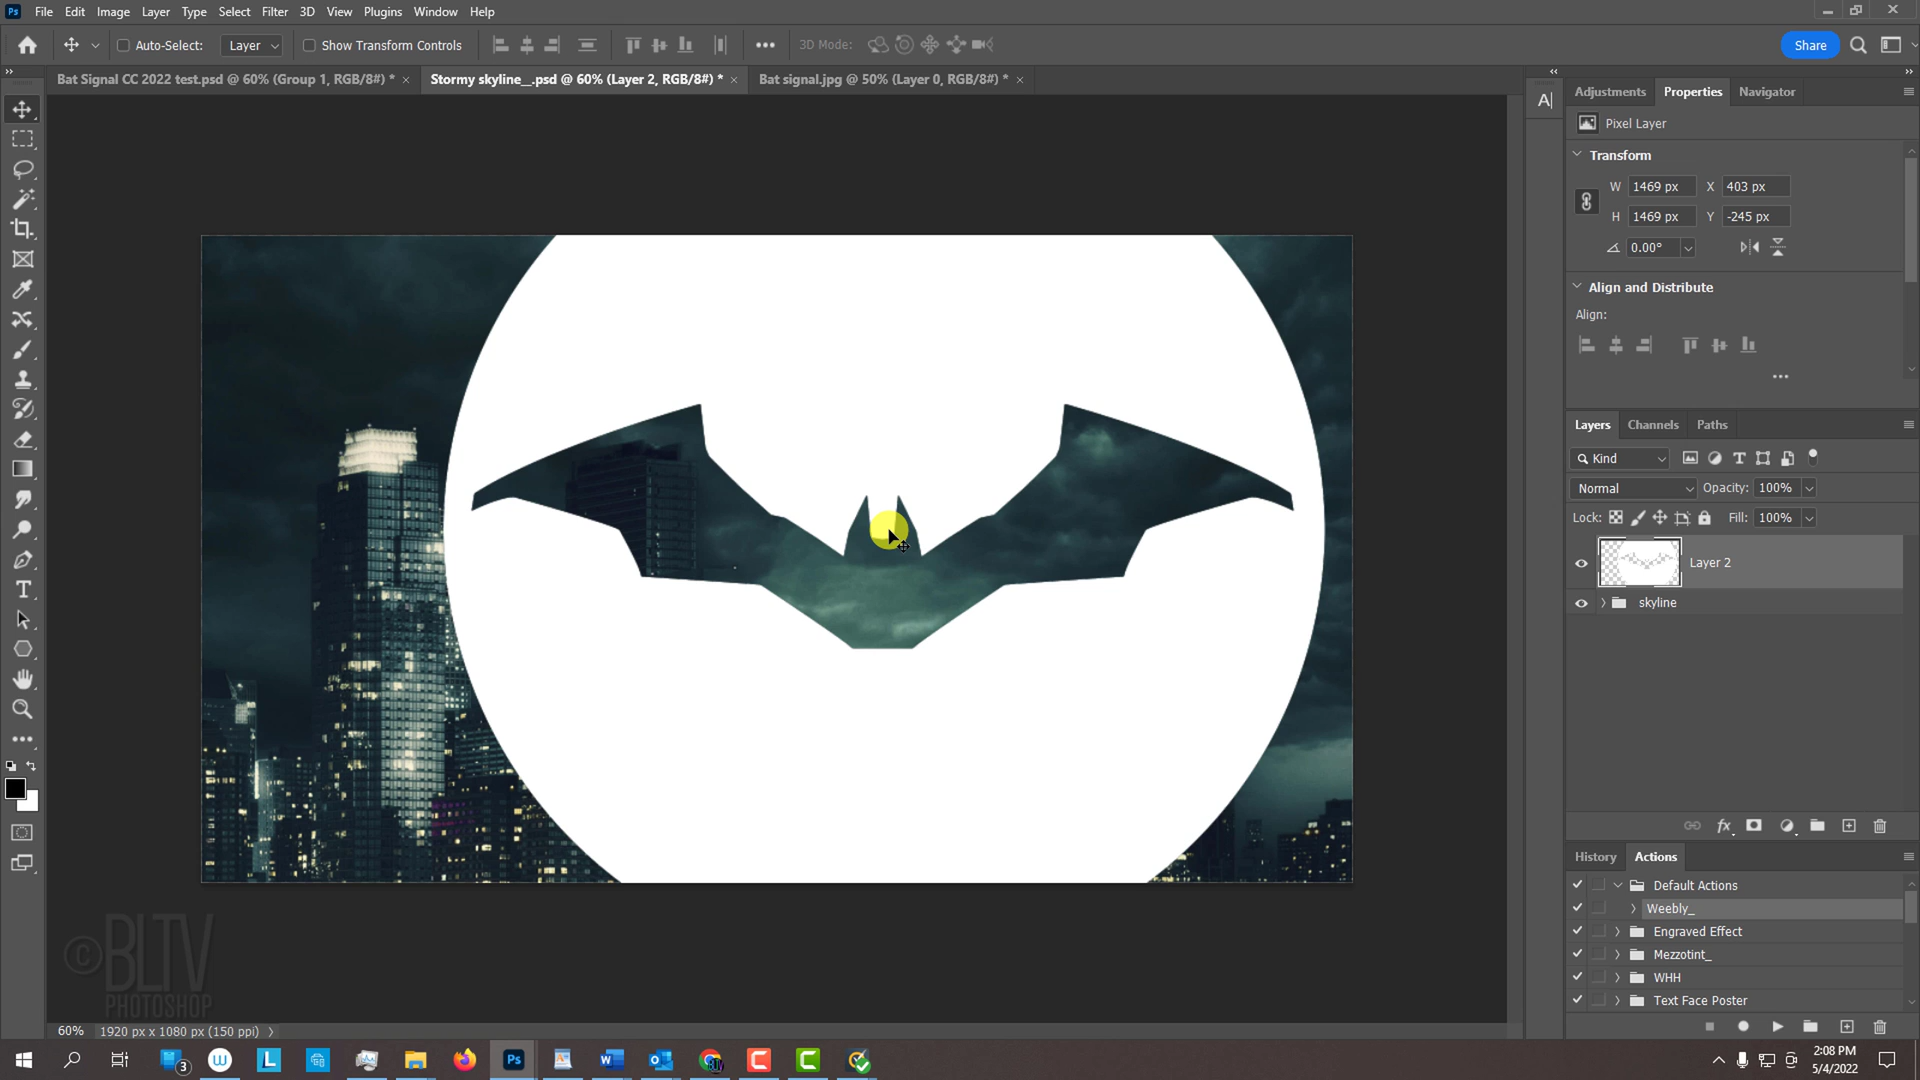 Ps File Edit Image Layer Type Select Filter 3D View Plugins Window Help
Auto-Select: Layer Show Transform Controls 3D Mode: Share
Bat Signal CC 2022 test.psd @ 60% (Group 1, RGB/8#) * × Stormy skyline__.psd @ 60% (Layer 2, RGB/8#) * × Bat signal.jpg @ 50% (Layer 0, RGB/8#) * ×
Adjustments Properties Navigator
Pixel Layer
Transform
W 1469 px X 403 px
H 1469 px Y -245 px
0.00°
Align and Distribute
Align:
Layers Channels Paths
Kind
Normal Opacity: 100%
Lock: Fill: 100%
Layer 2
skyline
History Actions
Default Actions
Weebly_
Engraved Effect
Mezzotint_
WHH
Text Face Poster
© BLTV
PHOTOSHOP
60% 1920 px x 1080 px (150 ppi)
2:08 PM
5/4/2022